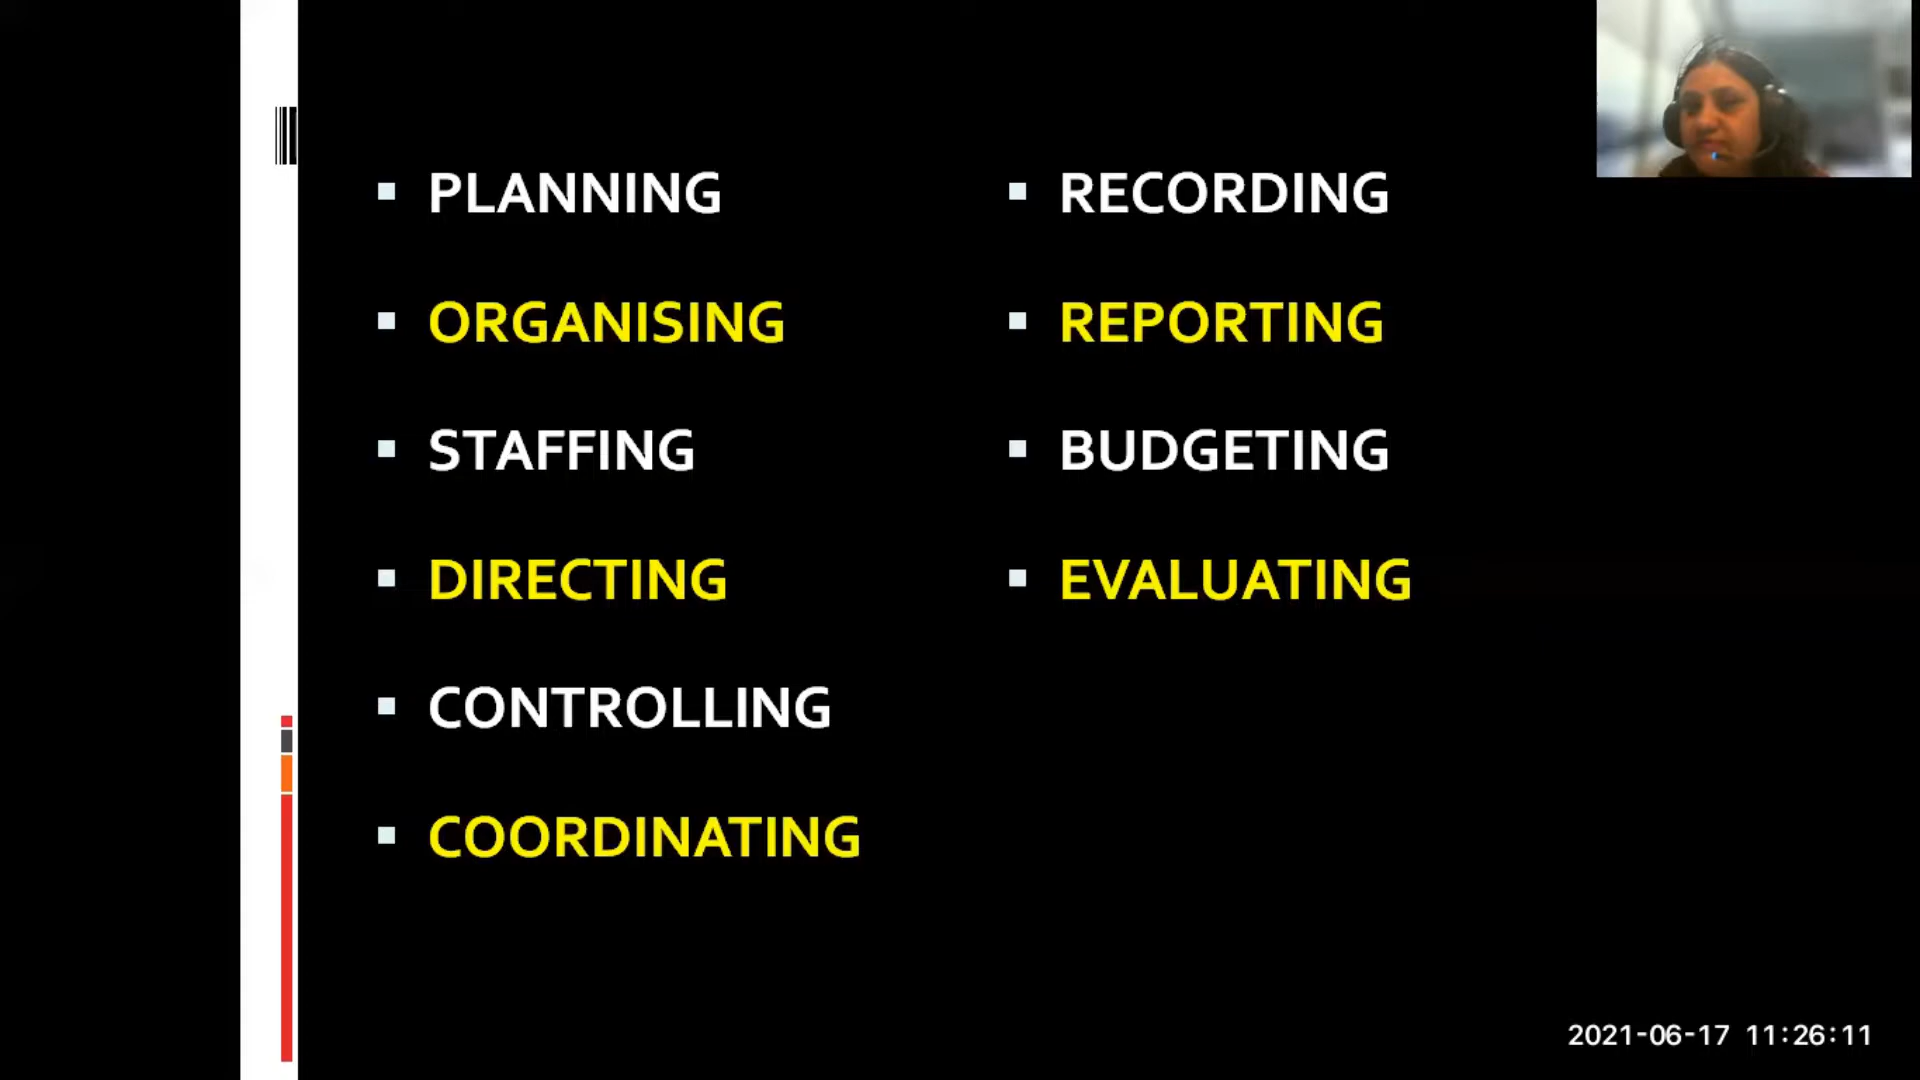 PLANNING
ORGANISING
STAFFING
DIRECTING
CONTROLLING
COORDINATING
RECORDING
REPORTING
BUDGETING
EVALUATING
2021-06-17 11:26:11